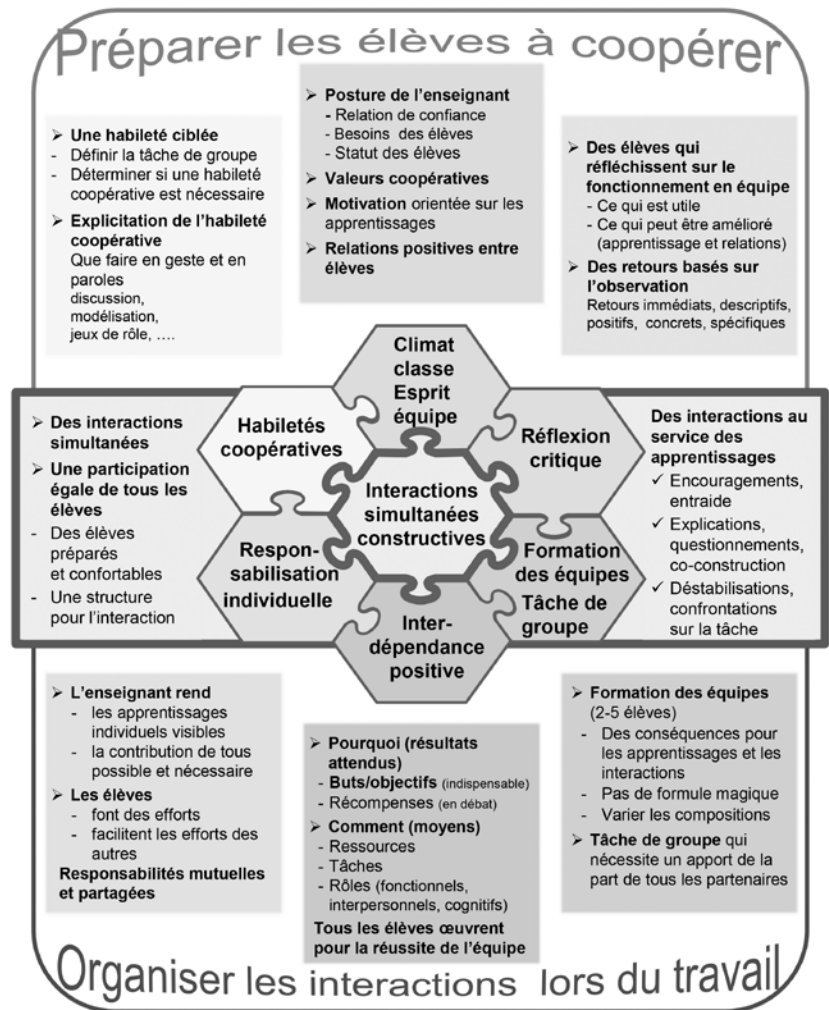 Préparer les élèves à coopérer
➢ Une habileté ciblée
- Définir la tâche de groupe
- Déterminer si une habileté
coopérative est nécessaire
➢ Explicitation de l'habileté
coopérative
Que faire en geste et en
paroles
discussion,
modélisation,
jeux de rôle, ….
➢ Posture de l'enseignant
- Relation de confiance
- Besoins des élèves
- Statut des élèves
➢ Valeurs coopératives
➢ Motivation orientée sur les
apprentissages
➢ Relations positives entre
élèves
➢ Des élèves qui
réfléchissent sur le
fonctionnement en équipe
- Ce qui est utile
- Ce qui peut être amélioré
(apprentissage et relations)
➢ Des retours basés sur
l'observation
Retours immédiats, descriptifs,
positifs, concrets, spécifiques
➢ Des interactions
simultanées
➢ Une participation
égale de tous les
élèves
- Des élèves
préparés
et confortables
- Une structure
pour l'interaction
Climat
classe
Esprit
équipe
Habiletés
coopératives
Réflexion
critique
Interactions
simultanées
constructives
Respon-
sabilisation
individuelle
Formation
des équipes
Tâche de
groupe
Inter-
dépendance
positive
Des interactions au
service des
apprentissages
✓ Encouragements,
entraide
✓ Explications,
questionnements,
co-construction
✓ Déstabilisations,
confrontations
sur la tâche
➢ L'enseignant rend
- les apprentissages
individuels visibles
- la contribution de tous
possible et nécessaire
➢ Les élèves
- font des efforts
- facilitent les efforts des
autres
Responsabilités mutuelles
et partagées
➢ Pourquoi (résultats
attendus)
- Buts/objectifs (indispensable)
- Récompenses (en débat)
➢ Comment (moyens)
- Ressources
- Tâches
- Rôles (fonctionnels,
interpersonnels, cognitifs)
Tous les élèves œuvrent
pour la réussite de l'équipe
➢ Formation des équipes
(2-5 élèves)
- Des conséquences pour
les apprentissages et les
interactions
- Pas de formule magique
- Varier les compositions
➢ Tâche de groupe qui
nécessite un apport de la
part de tous les partenaires
Organiser les interactions lors du travail